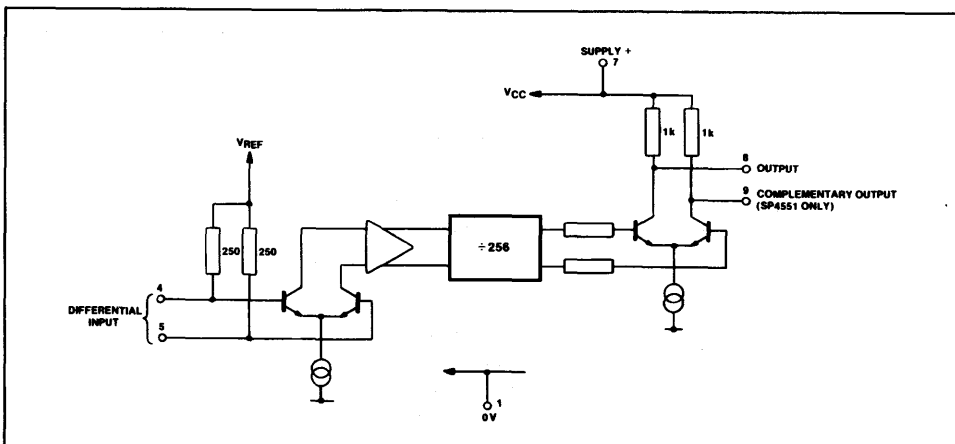 SUPPLY +
7
VCC
1k
1k
8
OUTPUT
9
COMPLEMENTARY OUTPUT
(SP4551 ONLY)
VREF
250
250
÷256
4
DIFFERENTIAL
INPUT
5
1
0V